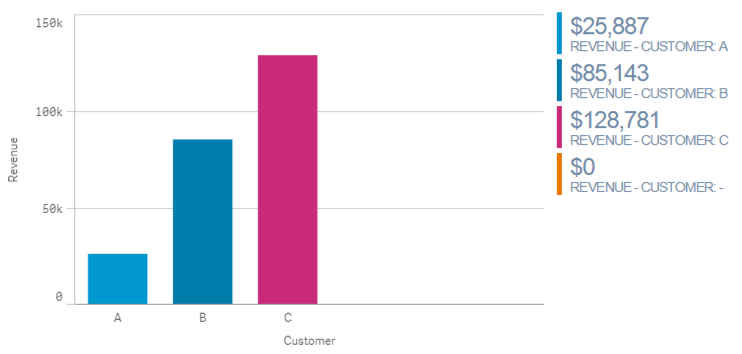 150k
100k
50k
0
Revenue
A B C
Customer
$25,887
REVENUE - CUSTOMER: A
$85,143
REVENUE - CUSTOMER: B
$128,781
REVENUE - CUSTOMER: C
$0
REVENUE - CUSTOMER: -